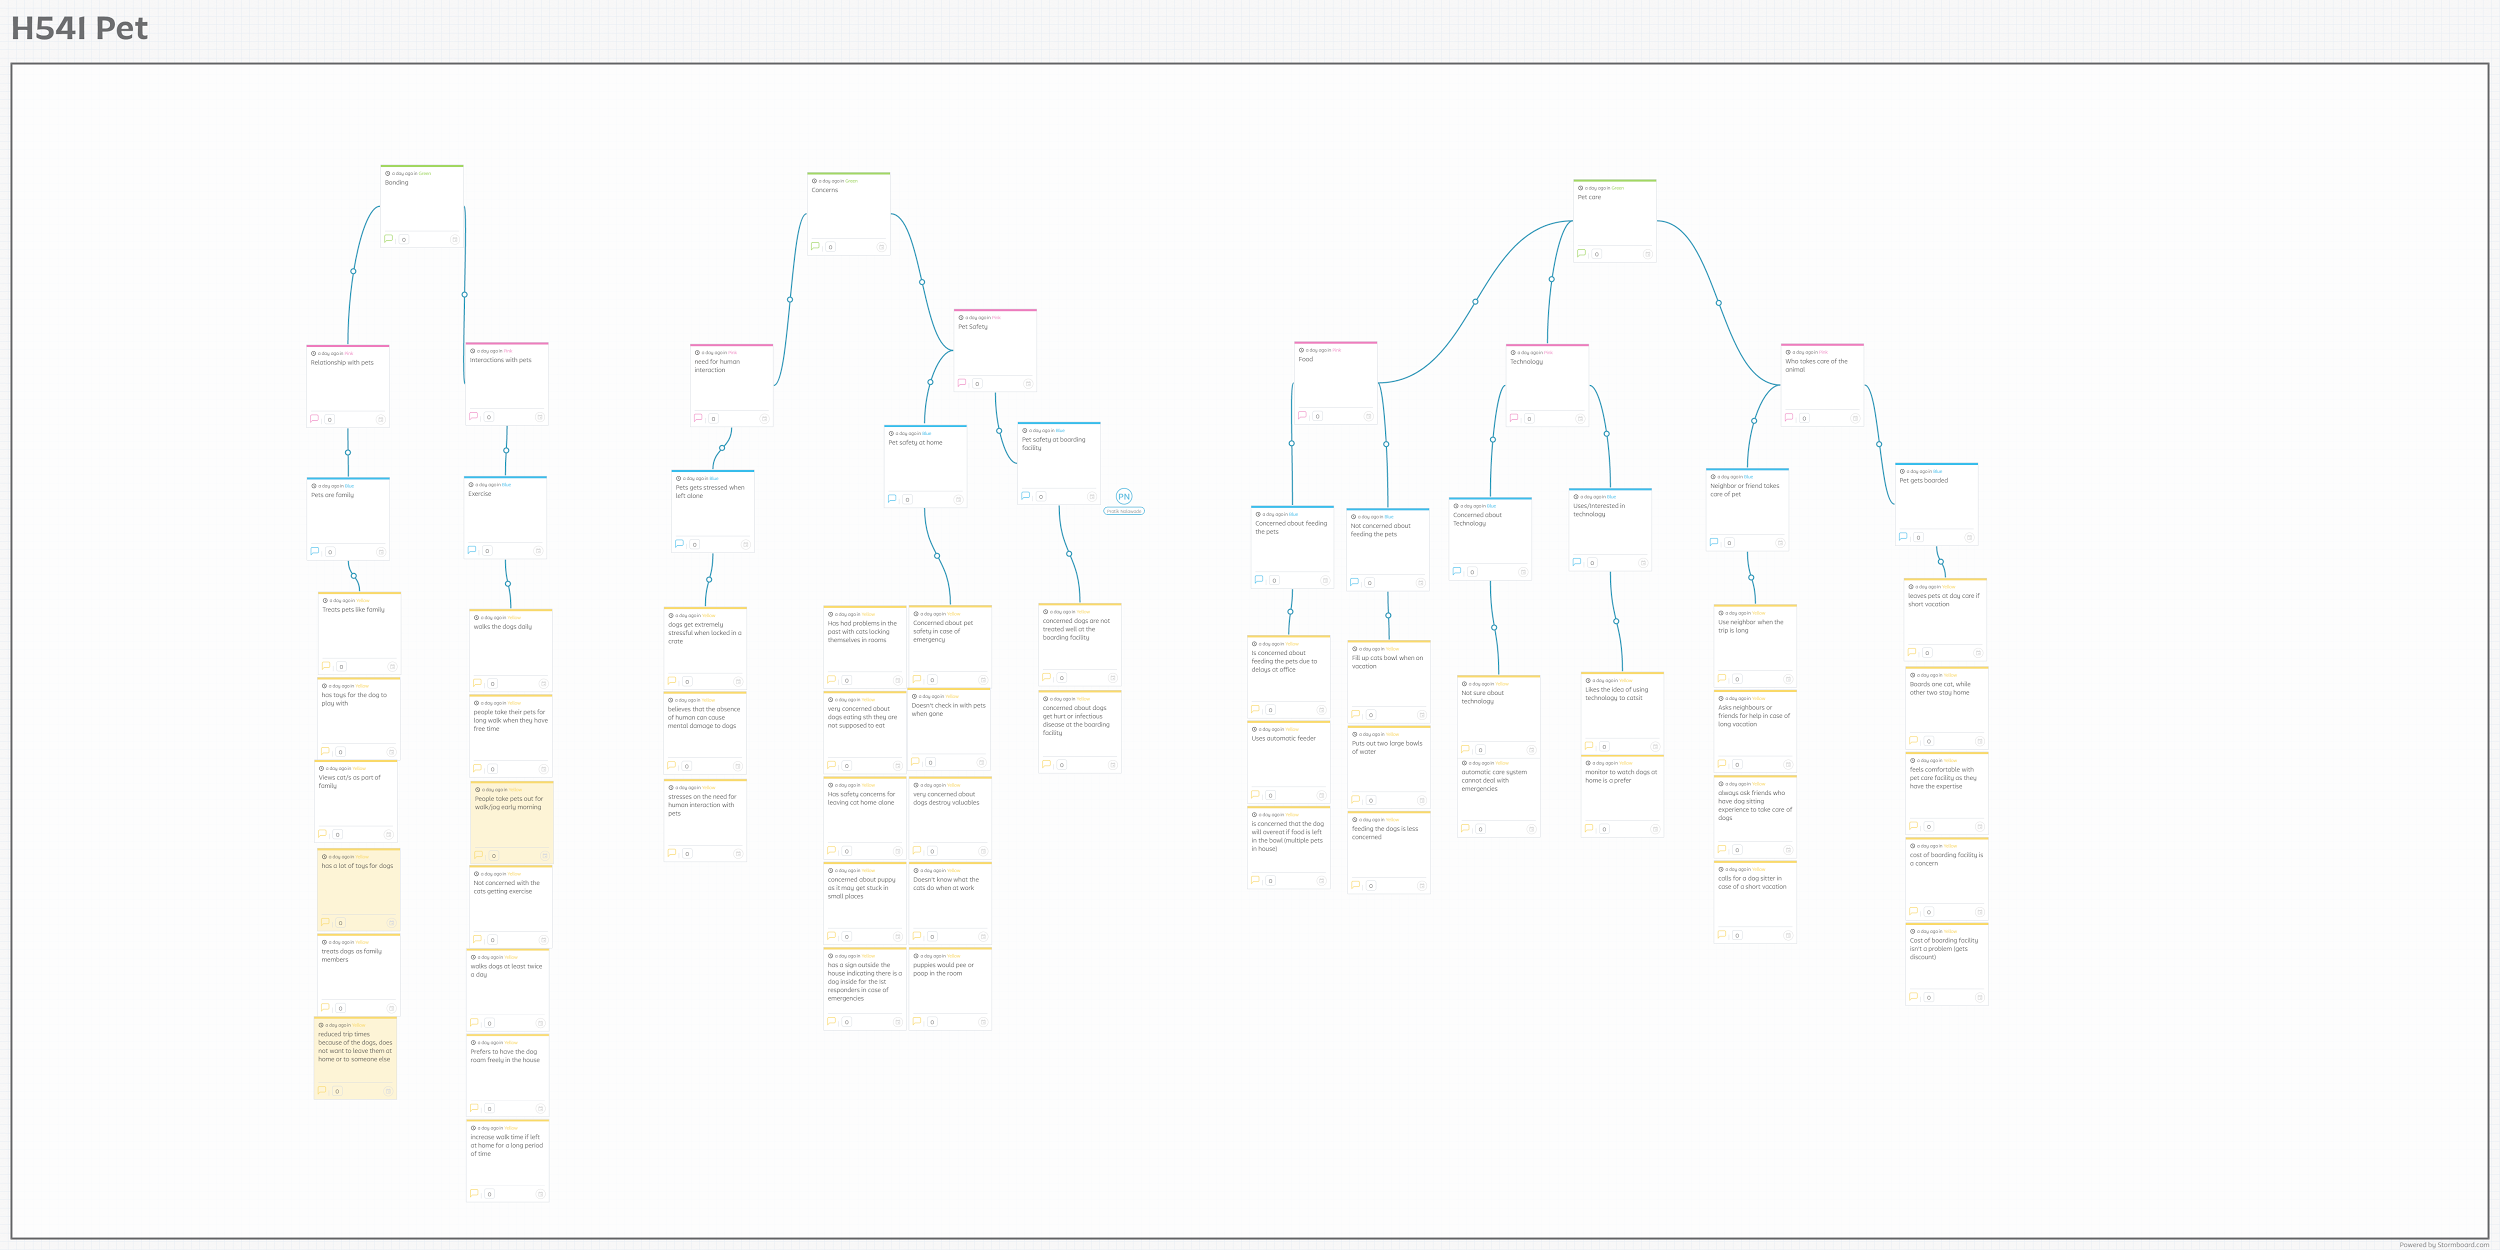 H541 Pet
a day ago in Green
Bonding
0
a day ago in Green
Concerns
0
a day ago in Green
Pet care
0
a day ago in Pink
Relationship with pets
0
a day ago in Pink
Interactions with pets
0
a day ago in Pink
need for human
interaction
0
a day ago in Pink
Pet Safety
0
a day ago in Pink
Food
0
a day ago in Pink
Technology
0
a day ago in Pink
Who takes care of the
animal
0
a day ago in Blue
Pets are family
0
a day ago in Blue
Exercise
0
a day ago in Blue
Pets gets stressed when
left alone
0
a day ago in Blue
Pet safety at home
0
a day ago in Blue
Pet safety at boarding
facility
0
PN
a day ago in Blue
Concerned about feeding
the pets
0
a day ago in Blue
Not concerned about
feeding the pets
0
a day ago in Blue
Concerned about
Technology
0
a day ago in Blue
Uses/Interested in
technology
0
a day ago in Blue
Neighbor or friend takes
care of pet
0
a day ago in Blue
Pet gets boarded
0
a day ago in Yellow
Treats pets like family
0
a day ago in Yellow
has toys for the dog to
play with
0
a day ago in Yellow
Views cat/s as part of
family
0
a day ago in Yellow
has a lot of toys for dogs
0
a day ago in Yellow
treats dogs as family
members
0
a day ago in Yellow
reduced trip times
because of the dogs, does
not want to leave them at
home or to someone else
0
a day ago in Yellow
walks the dogs daily
0
a day ago in Yellow
people take their pets for
long walk when they have
free time
0
a day ago in Yellow
People take pets out for
walk/jog early morning
0
a day ago in Yellow
Not concerned with the
cats getting exercise
0
a day ago in Yellow
walks dogs at least twice
a day
0
a day ago in Yellow
Prefers to have the dog
roam freely in the house
0
a day ago in Yellow
increase walk time if left
at home for a long period
of time
0
a day ago in Yellow
dogs get extremely
stressful when locked in a
crate
0
a day ago in Yellow
believes that the absence
of human can cause
mental damage to dogs
0
a day ago in Yellow
stresses on the need for
human interaction with
pets
0
a day ago in Yellow
Has had problems in the
past with cats locking
themselves in rooms
0
a day ago in Yellow
very concerned about
dogs eating sth they are
not supposed to eat
0
a day ago in Yellow
Has safety concerns for
leaving cat home alone
0
a day ago in Yellow
concerned about puppy
as it may get stuck in
small places
0
a day ago in Yellow
has a sign outside the
house indicating there is a
dog inside for the 1st
responders in case of
emergencies
0
a day ago in Yellow
Concerned about pet
safety in case of
emergency
0
a day ago in Yellow
Doesn't check in with pets
when gone
0
a day ago in Yellow
very concerned about
dogs destroy valuables
0
a day ago in Yellow
Doesn't know what the
cats do when at work
0
a day ago in Yellow
puppies would pee or
poop in the room
0
a day ago in Yellow
concerned dogs are not
treated well at the
boarding facility
0
a day ago in Yellow
concerned about dogs
get hurt or infectious
disease at the boarding
facility
0
a day ago in Yellow
Is concerned about
feeding the pets due to
delays at office
0
a day ago in Yellow
Uses automatic feeder
0
a day ago in Yellow
is concerned that the dog
will overeat if food is left
in the bowl (multiple pets
in house)
0
a day ago in Yellow
Fill up cats bowl when on
vacation
0
a day ago in Yellow
Puts out two large bowls
of water
0
a day ago in Yellow
feeding the dogs is less
concerned
0
a day ago in Yellow
Not sure about
technology
0
a day ago in Yellow
automatic care system
cannot deal with
emergencies
0
a day ago in Yellow
Likes the idea of using
technology to catsit
0
a day ago in Yellow
monitor to watch dogs at
home is a prefer
0
a day ago in Yellow
Use neighbor when the
trip is long
0
a day ago in Yellow
Asks neighbours or
friends for help in case of
long vacation
0
a day ago in Yellow
always ask friends who
have dog sitting
experience to take care of
dogs
0
a day ago in Yellow
calls for a dog sitter in
case of a short vacation
0
a day ago in Yellow
leaves pets at day care if
short vacation
0
a day ago in Yellow
Boards one cat, while
other two stay home
0
a day ago in Yellow
feels comfortable with
pet care facility as they
have the expertise
0
a day ago in Yellow
cost of boarding facility is
a concern
0
a day ago in Yellow
Cost of boarding facility
isn't a problem (gets
discount)
0
Powered by Stormboard.com